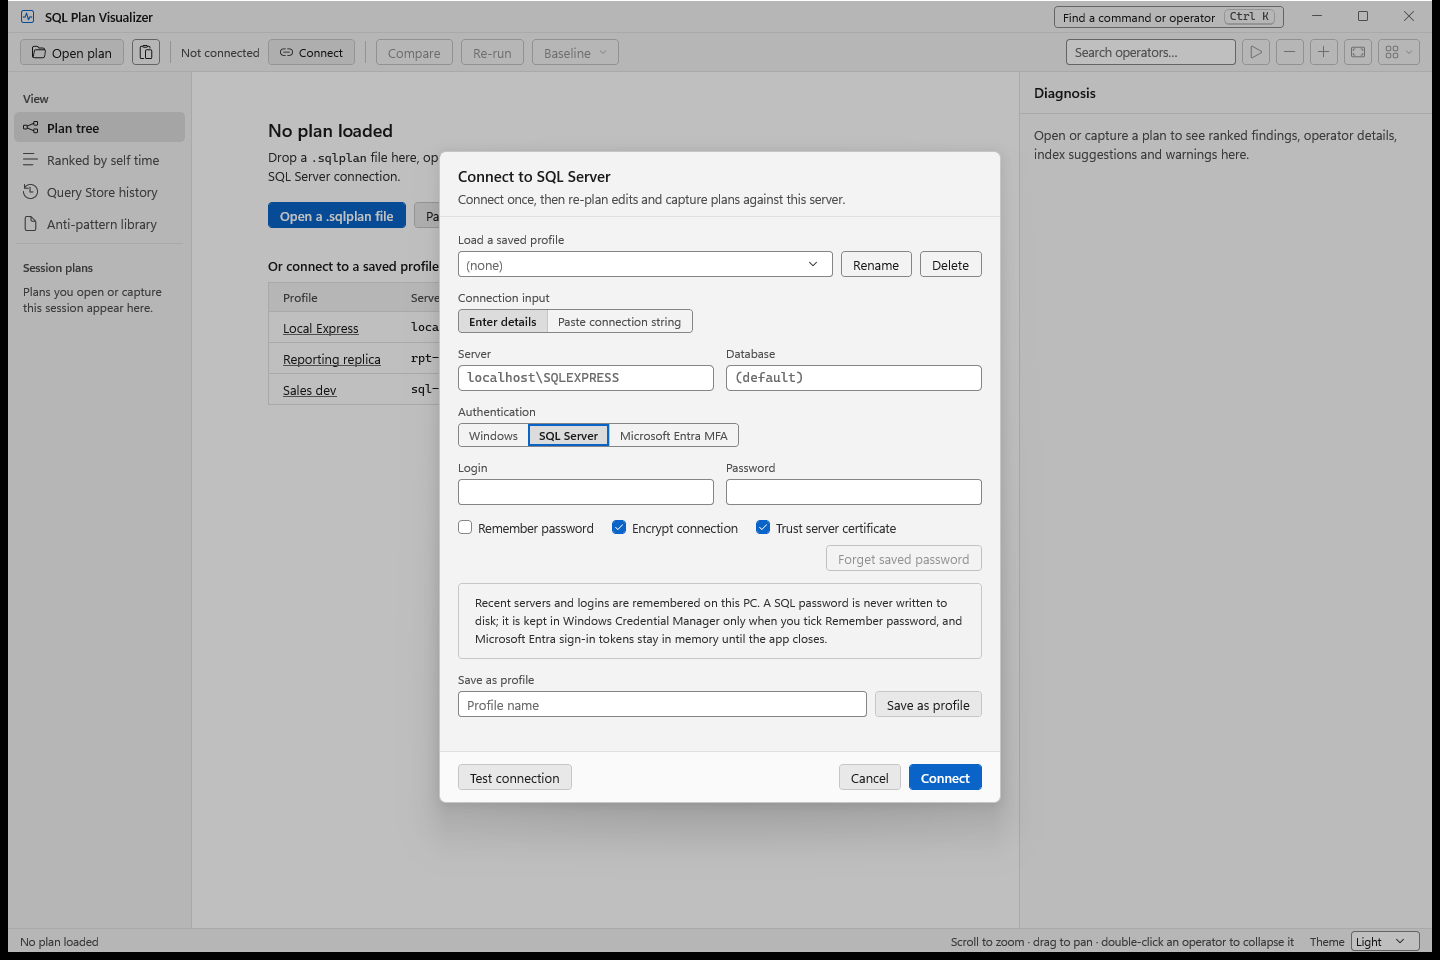 SQL Plan Visualizer
Find a command or operator Ctrl K
Open plan
Not connected
Connect
Compare
Re-run
Baseline
Search operators...
View
Plan tree
Ranked by self time
Query Store history
Anti-pattern library
Session plans
Plans you open or capture
this session appear here.
No plan loaded
Drop a .sqlplan file here, op
SQL Server connection.
Open a .sqlplan file
Pa
Or connect to a saved profile
Profile Serve
Local Express loca
Reporting replica rpt-
Sales dev sql-
Connect to SQL Server
Connect once, then re-plan edits and capture plans against this server.
Load a saved profile
(none)
Rename
Delete
Connection input
Enter details
Paste connection string
Server Database
localhost\SQLEXPRESS (default)
Authentication
Windows
SQL Server
Microsoft Entra MFA
Login Password
Remember password
Encrypt connection
Trust server certificate
Forget saved password
Recent servers and logins are remembered on this PC. A SQL password is never written to
disk; it is kept in Windows Credential Manager only when you tick Remember password, and
Microsoft Entra sign-in tokens stay in memory until the app closes.
Save as profile
Profile name
Save as profile
Test connection
Cancel
Connect
Diagnosis
Open or capture a plan to see ranked findings, operator details,
index suggestions and warnings here.
No plan loaded
Scroll to zoom · drag to pan · double-click an operator to collapse it
Theme
Light